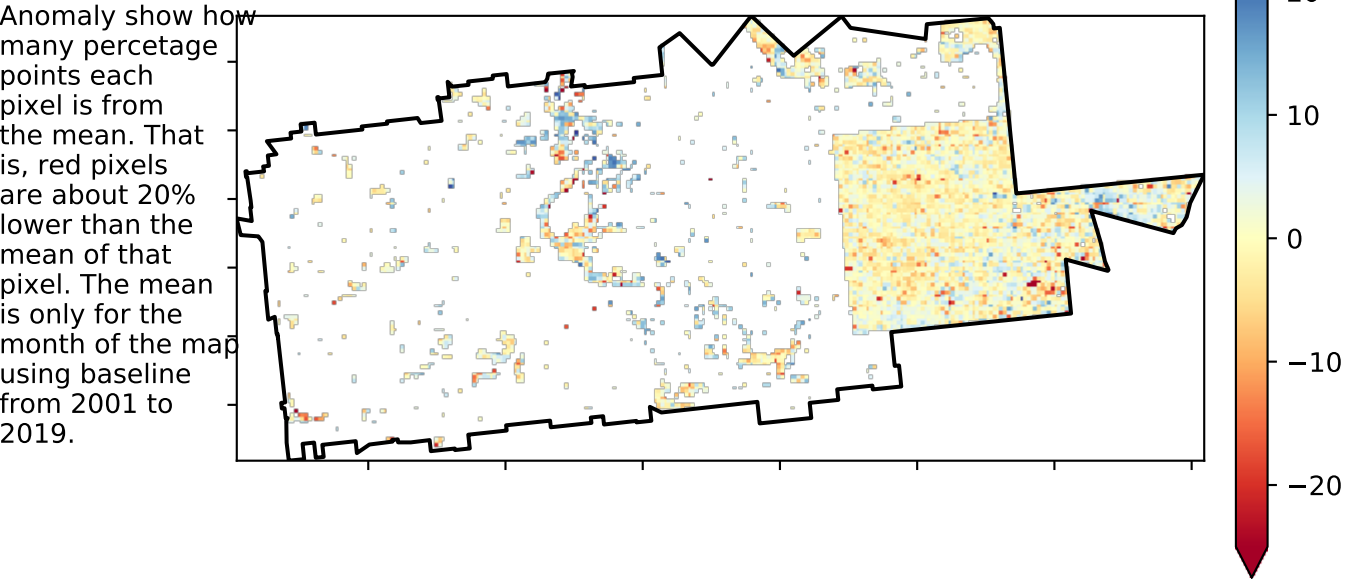 Anomaly show how
many percetage
points each
pixel is from
the mean. That
is, red pixels
are about 20%
lower than the
mean of that
pixel. The mean
is only for the
month of the map
using baseline
from 2001 to
2019.
10
0
−10
−20